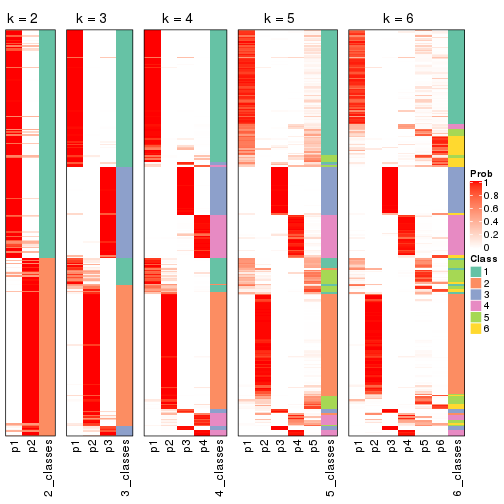 k = 2
k = 3
k = 4
k = 5
k = 6
p1
p2
2_classes
p1
p2
p3
3_classes
p1
p2
p3
p4
4_classes
p1
p2
p3
p4
p5
5_classes
p1
p2
p3
p4
p5
p6
6_classes
Prob
1
0.8
0.6
0.4
0.2
0
Class
1
2
3
4
5
6